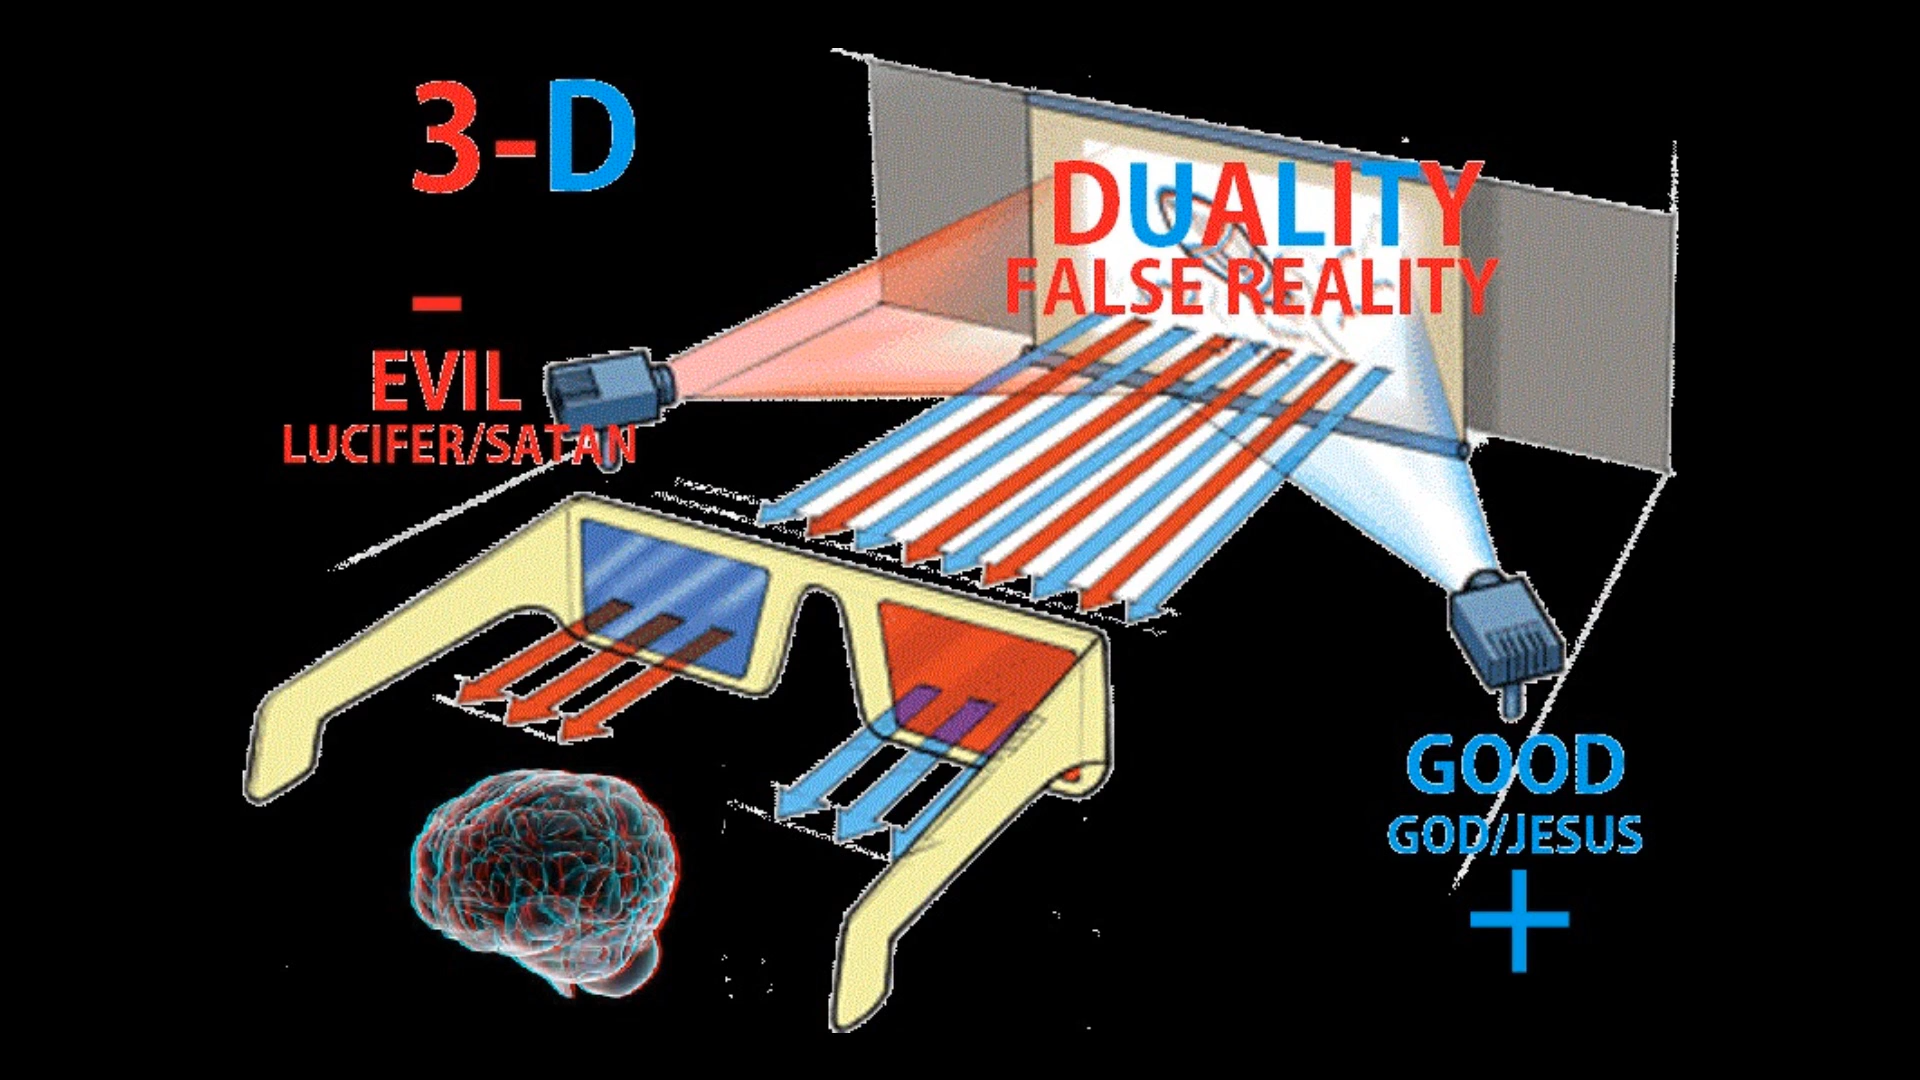 3-D
DUALITY
FALSE REALITY
-
EVIL
LUCIFER/SATAN
GOOD
GOD/JESUS
+